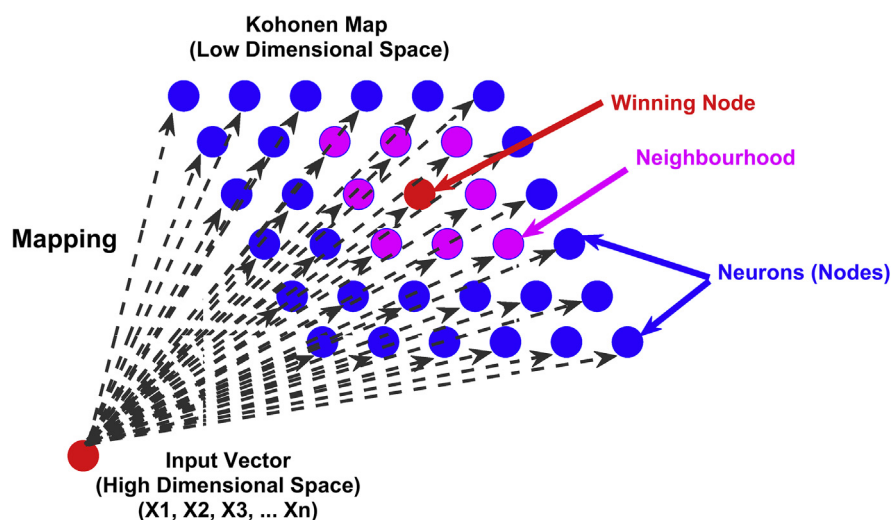 Kohonen Map
(Low Dimensional Space)
Winning Node
Neighbourhood
Mapping
Neurons (Nodes)
Input Vector
(High Dimensional Space)
(X1, X2, X3, ... Xn)